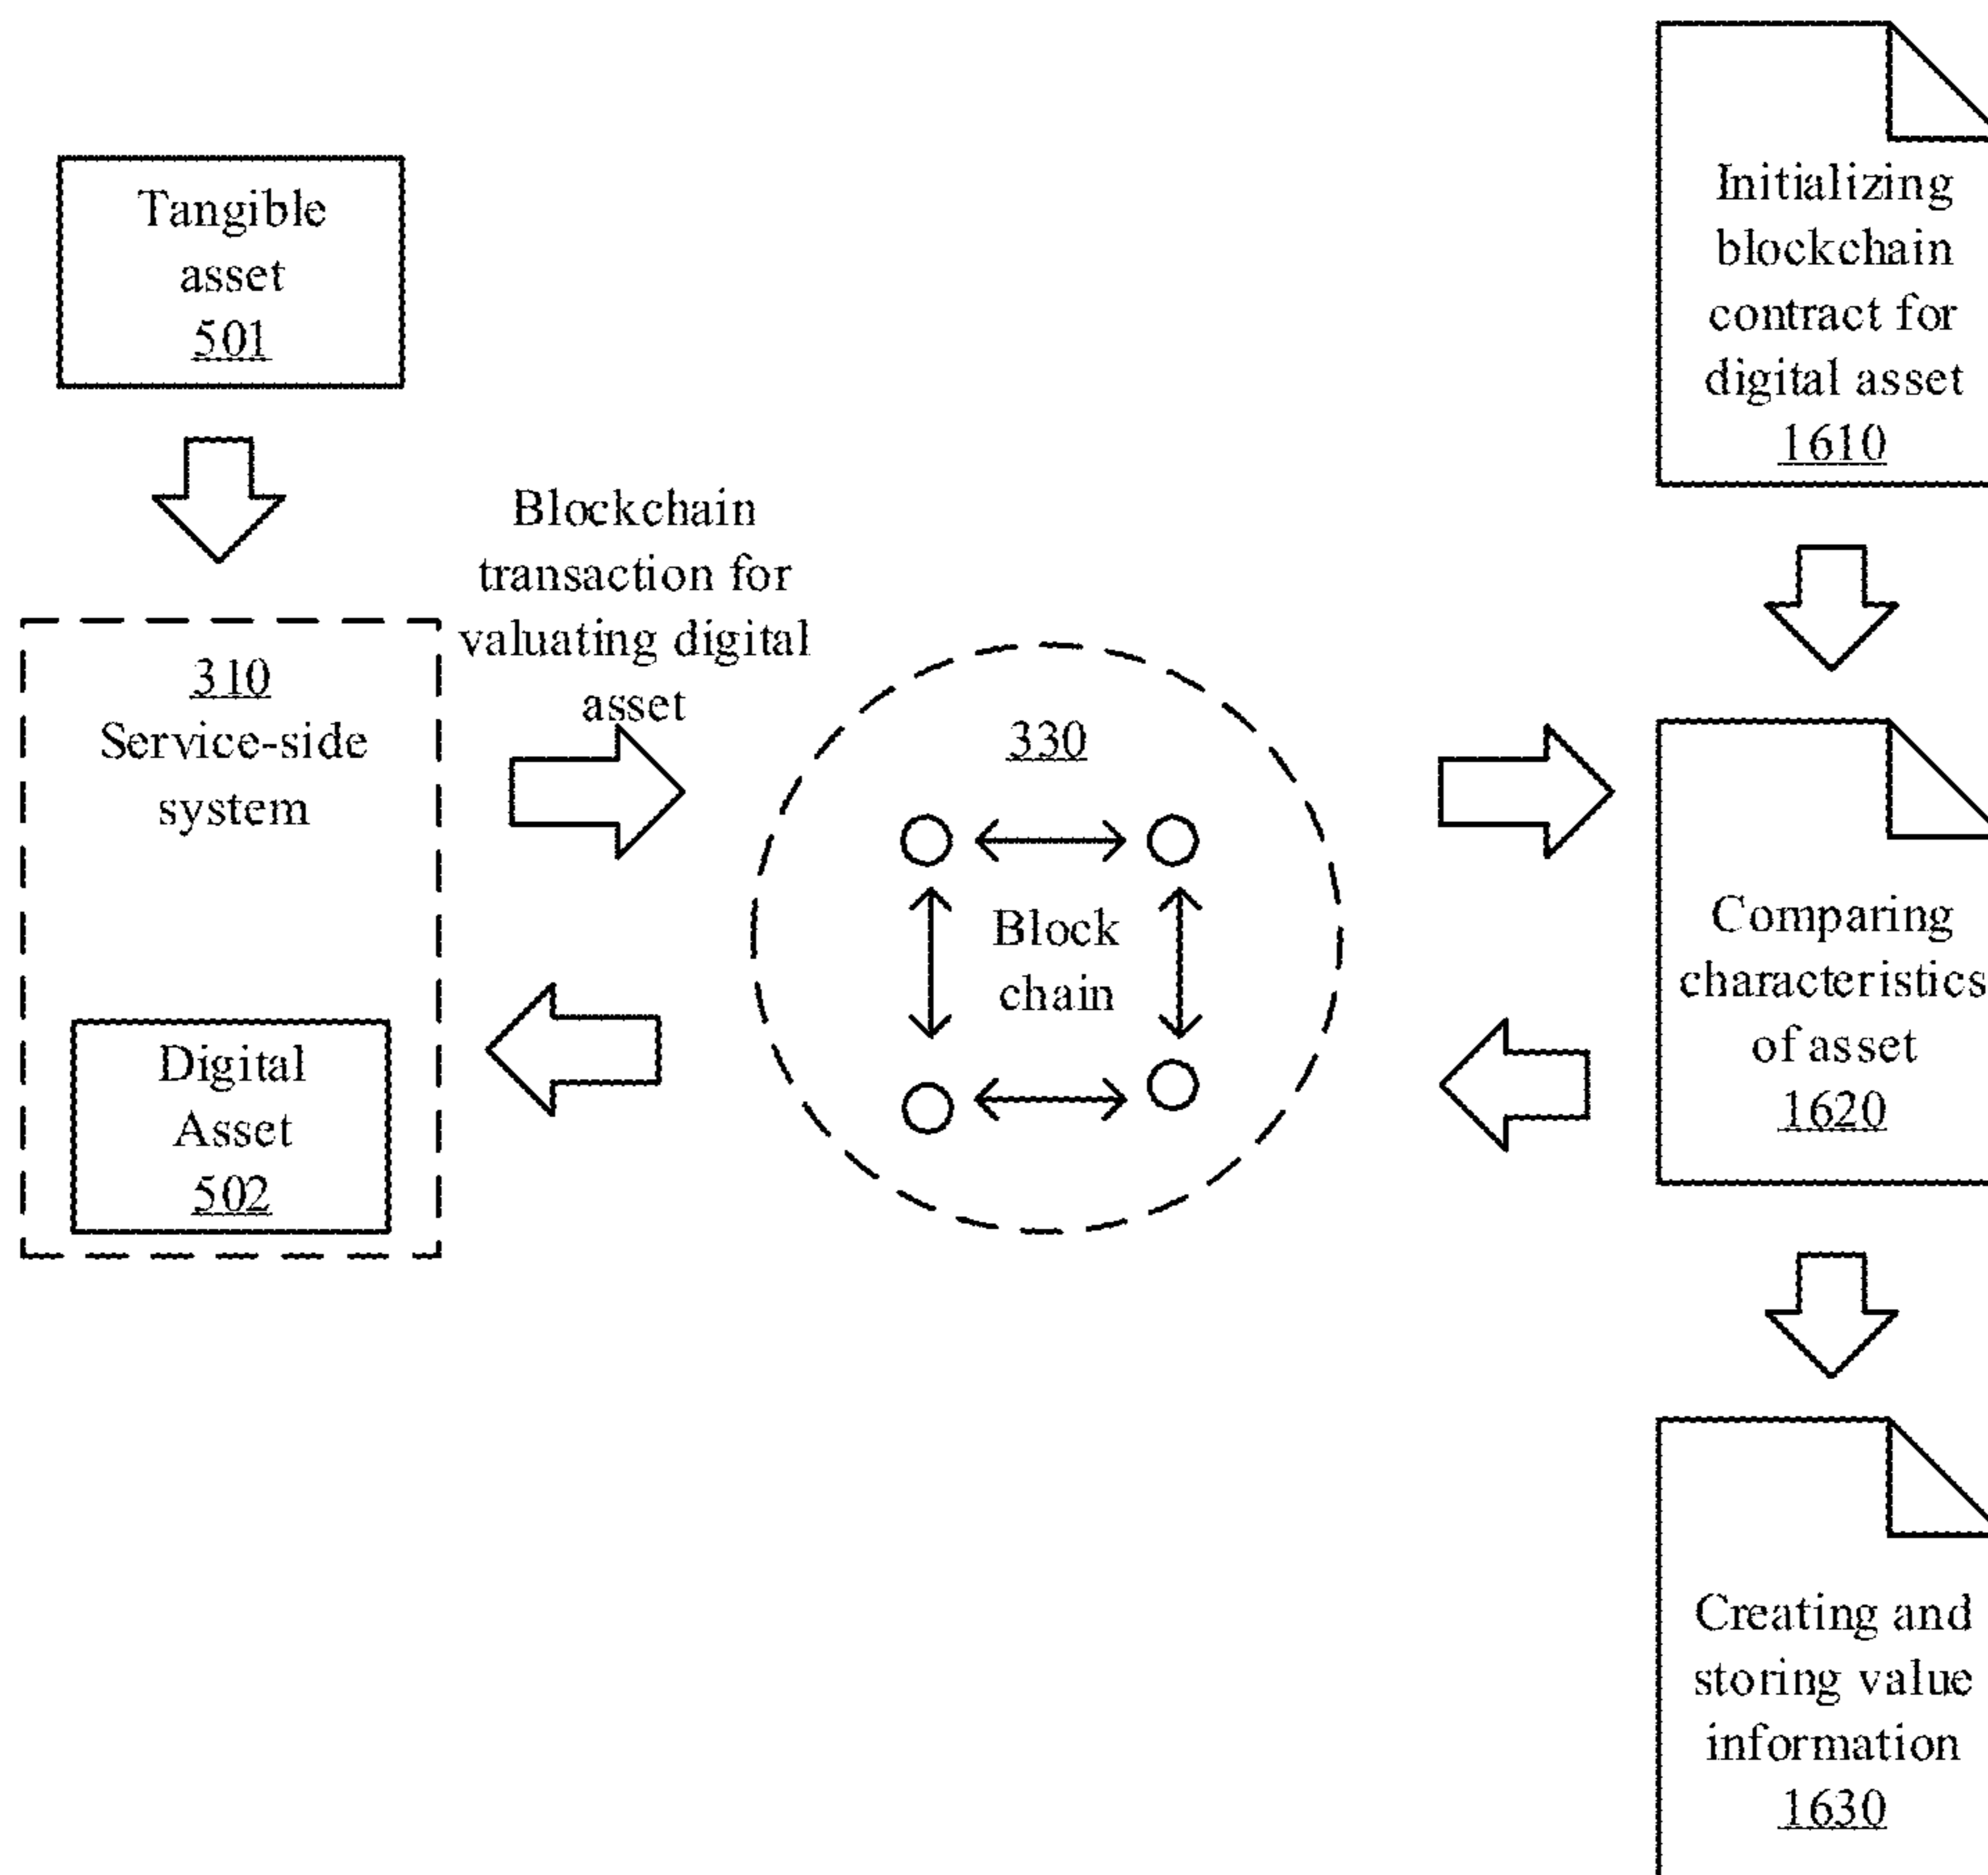 Tangible
asset
501
Blockchain
transaction for
valuating digital
asset
310
Service-side
system
Digital
Asset
502
330
Block
chain
Initializing
blockchain
contract for
digital asset
1610
Comparing
characteristics
of asset
1620
Creating and
storing value
information
1630